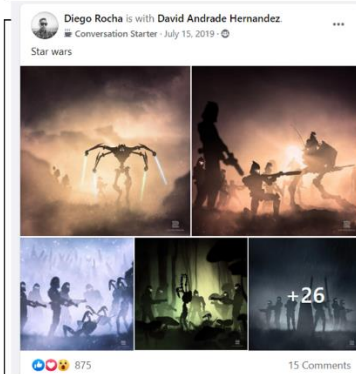 Diego Rocha is with David Andrade Hernandez.
Conversation Starter · July 15, 2019 ·
Star wars
+26
875
15 Comments